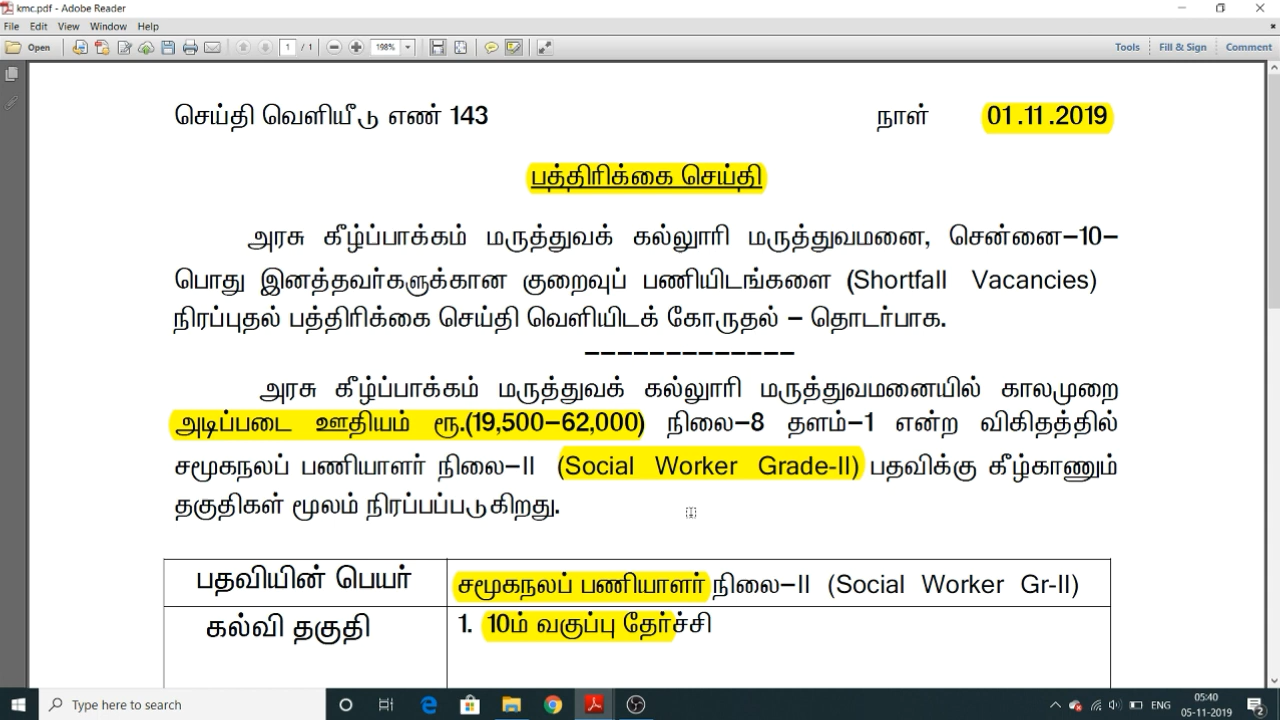 kmc.pdf - Adobe Reader
File Edit View Window Help
Open 1 / 1 198% Tools Fill & Sign Comment
செய்தி வெளியீடு எண் 143 நாள் 01.11.2019
பத்திரிக்கை செய்தி
அரசு கீழ்ப்பாக்கம் மருத்துவக் கல்லூரி மருத்துவமனை, சென்னை–10–
பொது இனத்தவர்களுக்கான குறைவுப் பணியிடங்களை (Shortfall Vacancies)
நிரப்புதல் பத்திரிக்கை செய்தி வெளியிடக் கோருதல் – தொடர்பாக.
–––––––––––––
அரசு கீழ்ப்பாக்கம் மருத்துவக் கல்லூரி மருத்துவமனையில் காலமுறை
அடிப்படை ஊதியம் ரூ.(19,500–62,000) நிலை–8 தளம்–1 என்ற விகிதத்தில்
சமூகநலப் பணியாளர் நிலை–II (Social Worker Grade-II) பதவிக்கு கீழ்காணும்
தகுதிகள் மூலம் நிரப்பப்படுகிறது.
பதவியின் பெயர் சமூகநலப் பணியாளர் நிலை–II (Social Worker Gr-II)
கல்வி தகுதி 1. 10ம் வகுப்பு தேர்ச்சி
Type here to search ENG 05:40
05-11-2019 2